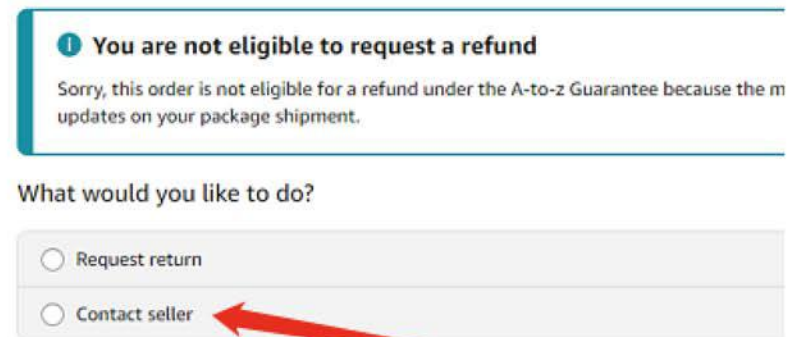 You are not eligible to request a refund
Sorry, this order is not eligible for a refund under the A-to-z Guarantee because the
updates on your package shipment.
What would you like to do?
Request return
Contact seller